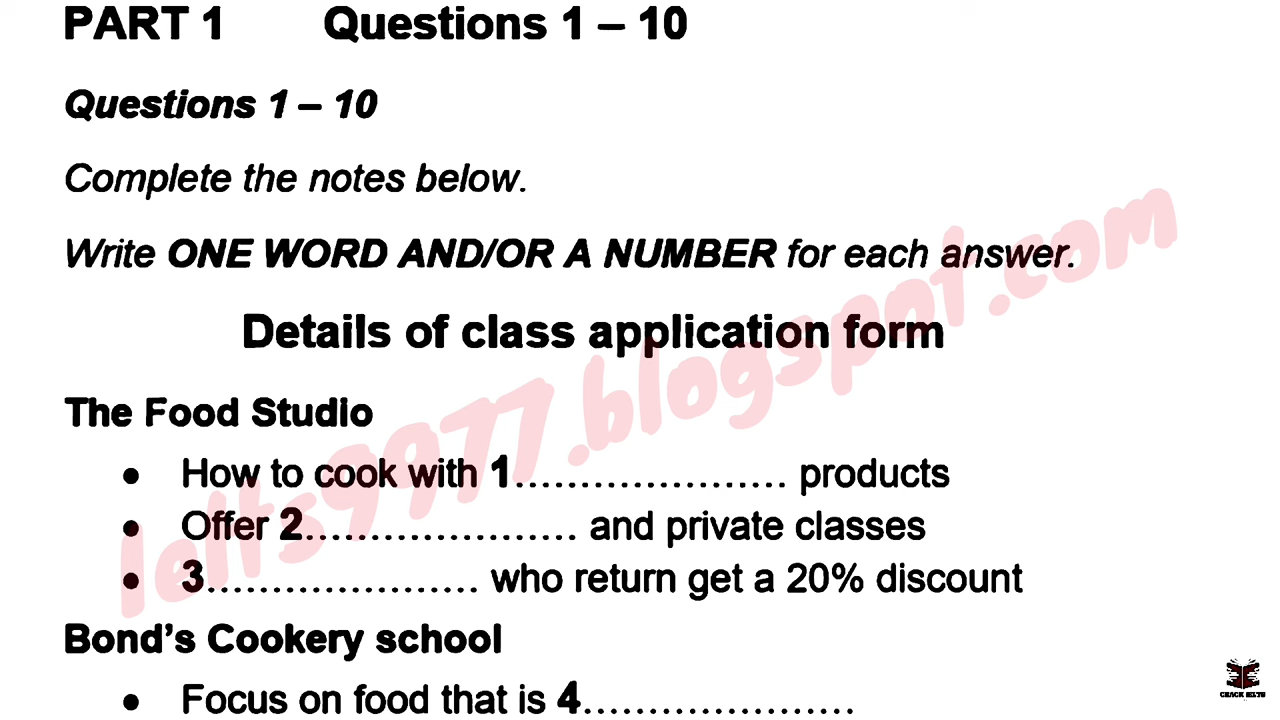 PART 1 Questions 1 – 10
Questions 1 – 10
Complete the notes below.
Write ONE WORD AND/OR A NUMBER for each answer.
Details of class application form
The Food Studio
● How to cook with 1..................... products
● Offer 2..................... and private classes
● 3..................... who return get a 20% discount
Bond’s Cookery school
● Focus on food that is 4.....................
Ielts9977.blogspot.com
CRACK IELTS